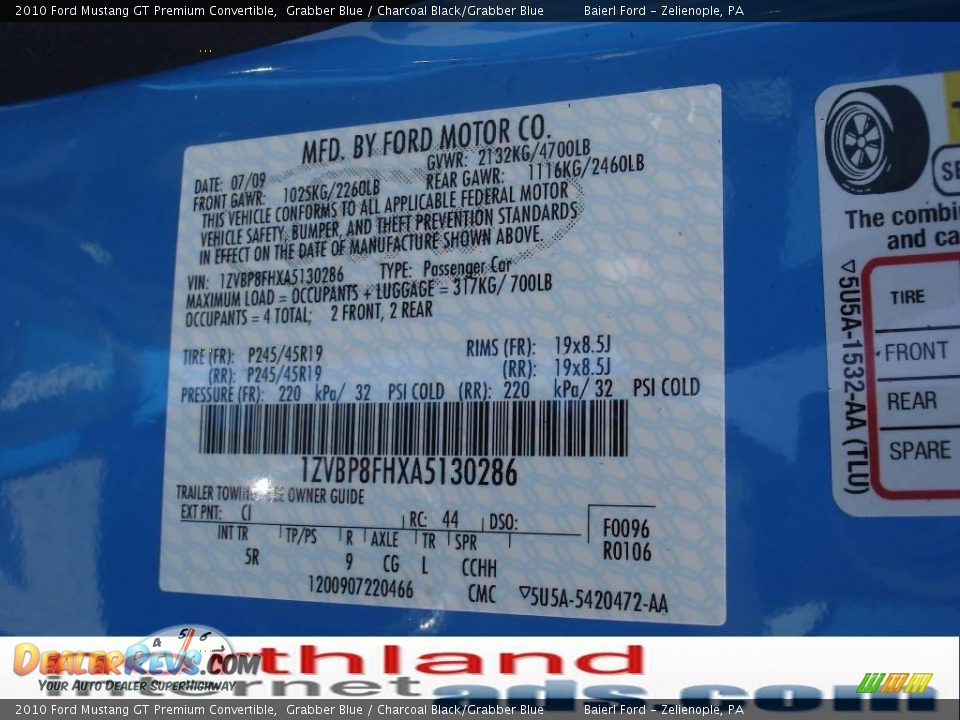 2010 Ford Mustang GT Premium Convertible, Grabber Blue / Charcoal Black/Grabber Blue Baierl Ford - Zelienople, PA
MFD. BY FORD MOTOR CO.
DATE: 07/09 GVWR: 2132KG/4700LB
FRONT GAWR: 1025KG/2260LB REAR GAWR: 1116KG/2460LB
THIS VEHICLE CONFORMS TO ALL APPLICABLE FEDERAL MOTOR
VEHICLE SAFETY, BUMPER, AND THEFT PREVENTION STANDARDS
IN EFFECT ON THE DATE OF MANUFACTURE SHOWN ABOVE.
VIN: 1ZVBP8FHXA5130286 TYPE: Passenger Car
MAXIMUM LOAD = OCCUPANTS + LUGGAGE = 317KG/ 700LB
OCCUPANTS = 4 TOTAL; 2 FRONT, 2 REAR
TIRE (FR): P245/45R19 RIMS (FR): 19x8.5J
(RR): P245/45R19 (RR): 19x8.5J
PRESSURE (FR): 220 kPa/ 32 PSI COLD (RR): 220 kPa/ 32 PSI COLD
1ZVBP8FHXA5130286
TRAILER TOWING OWNER GUIDE
EXT PNT: CI RC: 44 DSO: F0096
INT TR TP/PS R AXLE TR SPR R0106
5R 9 CG L CCHH
1200907220466 CMC 5U5A-5420472-AA
The combi
and ca
TIRE
FRONT
REAR
SPARE
5U5A-1532-AA (TLU)
DealerRevs.com
Your Auto Dealer SuperHighway
internet ads.com
2010 Ford Mustang GT Premium Convertible, Grabber Blue / Charcoal Black/Grabber Blue Baierl Ford - Zelienople, PA